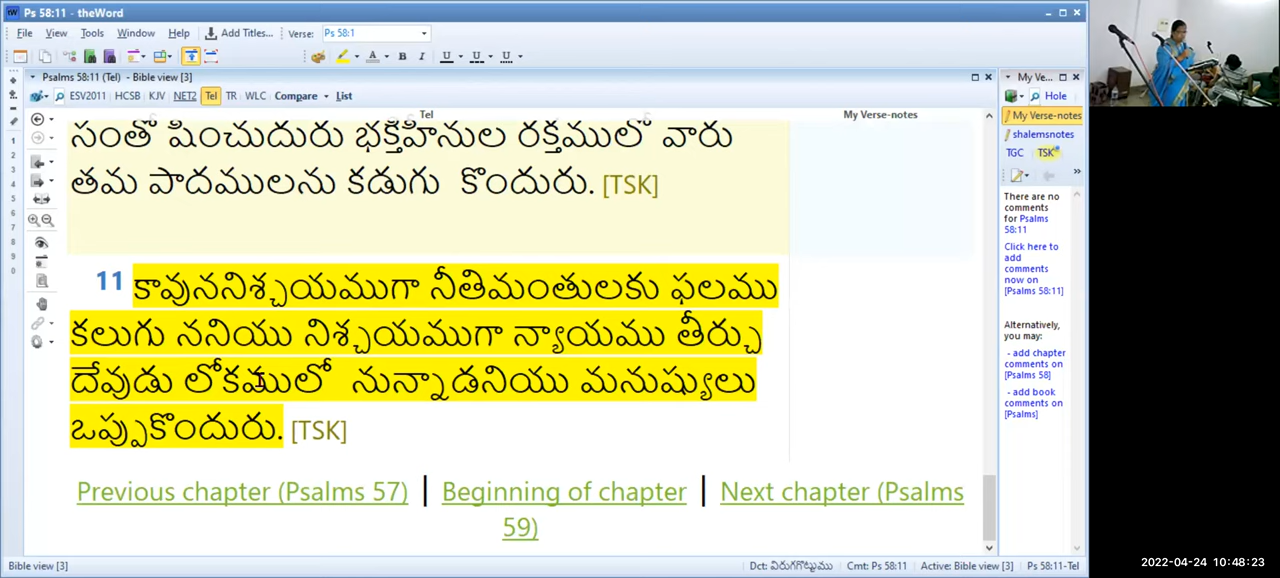 Ps 58:11 - theWord
File View Tools Window Help Add Titles... Verse: Ps 58:1
Psalms 58:11 (Tel) - Bible view [3]
ESV2011 HCSB KJV NET2 Tel TR WLC Compare List
Tel
My Verse-notes
సంతో షించుదురు భక్తిహీనుల రక్తములో వారు
తమ పాదములను కడుగు కొందురు. [TSK]
11 కావుననిశ్చయముగా నీతిమంతులకు ఫలము
కలుగు ననియు నిశ్చయముగా న్యాయము తీర్చు
దేవుడు లోకములో నున్నాడనియు మనుష్యులు
ఒప్పుకొందురు. [TSK]
Previous chapter (Psalms 57) | Beginning of chapter | Next chapter (Psalms
59)
My Ve...
Hole
My Verse-notes
shalemsnotes
TGC TSK
There are no
comments
for Psalms
58:11
Click here to
add
comments
now on
[Psalms 58:11]
Alternatively,
you may:
- add chapter
comments on
[Psalms 58]
- add book
comments on
[Psalms]
Bible view [3] Dct: విరుగగొట్టుము Cmt: Ps 58:11 Active: Bible view [3] Ps 58:11-Tel
2022-04-24 10:48:23